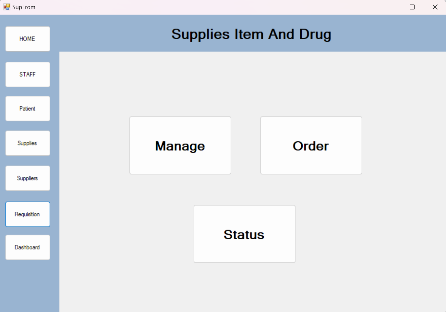 Supplies Item And Drug
HOME
STAFF
Patient
Supplies
Suppliers
Requisition
Dashboard
Manage
Order
Status